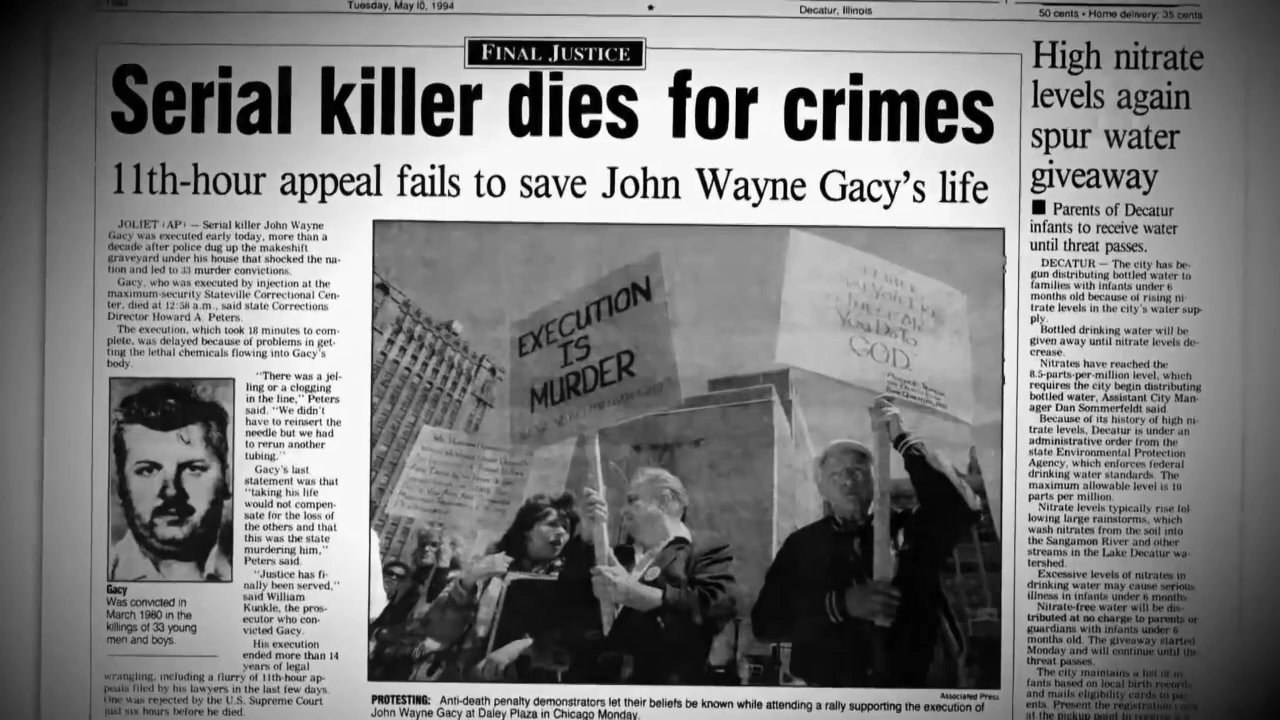 Tuesday, May 10, 1994
Decatur, Illinois
50 cents • Home delivery: 35 cents
FINAL JUSTICE
Serial killer dies for crimes
11th-hour appeal fails to save John Wayne Gacy's life
JOLIET (AP) — Serial killer John Wayne
Gacy was executed early today, more than a
decade after police dug up the makeshift
graveyard under his house that shocked the na-
tion and led to 33 murder convictions.
Gacy, who was executed by injection at the
maximum-security Stateville Correctional Cen-
ter, died at 12:58 a.m., said state Corrections
Director Howard A. Peters.
The execution, which took 18 minutes to com-
plete, was delayed because of problems in get-
ting the lethal chemicals flowing into Gacy's
body.
"There was a jel-
ling or a clogging
in the line," Peters
said. "We didn't
have to reinsert the
needle but we had
to rerun another
tubing."
Gacy's last
statement was that
"taking his life
would not compen-
sate for the loss of
the others and that
this was the state
murdering him,"
Peters said.
"Justice has fi-
nally been served,"
said William
Kunkle, the pros-
ecutor who con-
victed Gacy.
His execution
ended more than 14
years of legal
wrangling, including a flurry of 11th-hour ap-
peals filed by his lawyers in the last few days.
One was rejected by the U.S. Supreme Court
just six hours before he died.
Gacy
Was convicted in
March 1980 in the
killings of 33 young
men and boys.
EXECUTION
IS
MURDER
YOU DO TO
GOD.
Associated Press
PROTESTING: Anti-death penalty demonstrators let their beliefs be known while attending a rally supporting the execution of
John Wayne Gacy at Daley Plaza in Chicago Monday.
High nitrate
levels again
spur water
giveaway
■ Parents of Decatur
infants to receive water
until threat passes.
DECATUR — The city has be-
gun distributing bottled water to
families with infants under 6
months old because of rising ni-
trate levels in the city's water sup-
ply.
Bottled drinking water will be
given away until nitrate levels de-
crease.
Nitrates have reached the
8.5-parts-per-million level, which
requires the city begin distributing
bottled water, Assistant City Man-
ager Dan Sommerfeldt said.
Because of its history of high ni-
trate levels, Decatur is under an
administrative order from the
state Environmental Protection
Agency, which enforces federal
drinking water standards. The
maximum allowable level is 10
parts per million.
Nitrate levels typically rise fol-
lowing large rainstorms, which
wash nitrates from the soil into
the Sangamon River and other
streams in the Lake Decatur wa-
tershed.
Excessive levels of nitrates in
drinking water may cause serious
illness in infants under 6 months.
Nitrate-free water will be dis-
tributed at no charge to parents or
guardians with infants under 6
months old. The giveaway started
Monday and will continue until the
threat passes.
The city maintains a list of in-
fants based on local birth records
and mails eligibility cards to par-
ents. Present the registration
at the pickup point to receive